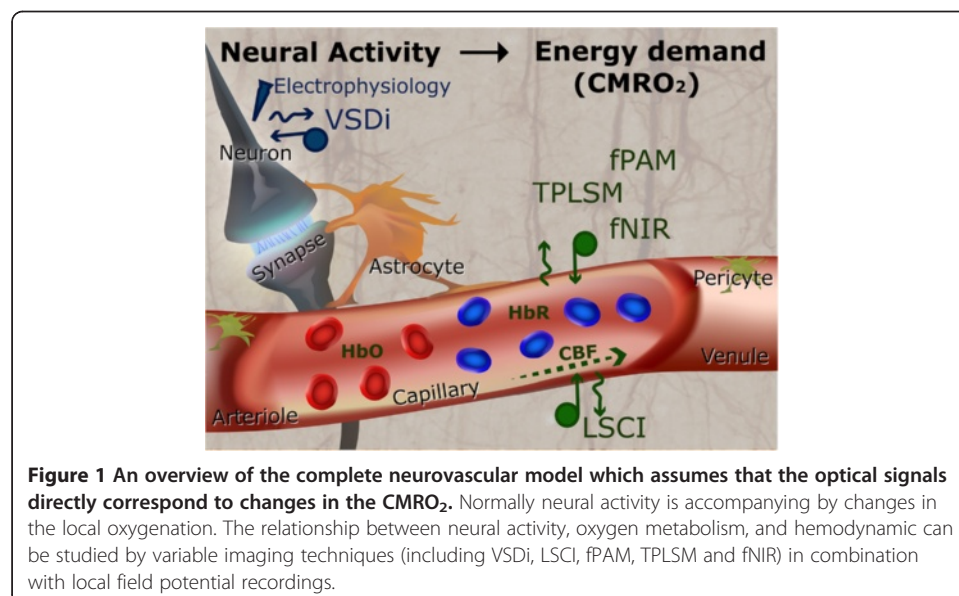 Neural Activity → Energy demand
(CMRO₂)
Electrophysiology
VSDi
Neuron
fPAM
TPLSM
fNIR
Synapse
Astrocyte
Pericyte
HbR
HbO
CBF
Venule
Capillary
Arteriole
LSCI
Figure 1 An overview of the complete neurovascular model which assumes that the optical signals
directly correspond to changes in the CMRO₂. Normally neural activity is accompanying by changes in
the local oxygenation. The relationship between neural activity, oxygen metabolism, and hemodynamic can
be studied by variable imaging techniques (including VSDi, LSCI, fPAM, TPLSM and fNIR) in combination
with local field potential recordings.